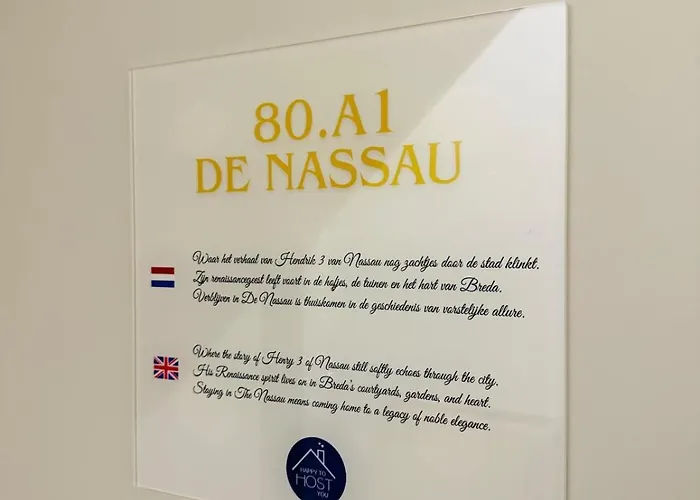 80.A1
DE NASSAU
Waar het verhaal van Hendrik 3 van Nassau nog zachtjes door de stad klinkt.
Zijn renaissancegeest leeft voort in de hofjes, de tuinen en het hart van Breda.
Verblijven in De Nassau is thuiskomen in de geschiedenis van vorstelijke allure.
Where the story of Henry 3 of Nassau still softly echoes through the city.
His Renaissance spirit lives on in Breda's courtyards, gardens, and heart.
Staying in The Nassau means coming home to a legacy of noble elegance.
HAPPY TO
HOST
YOU